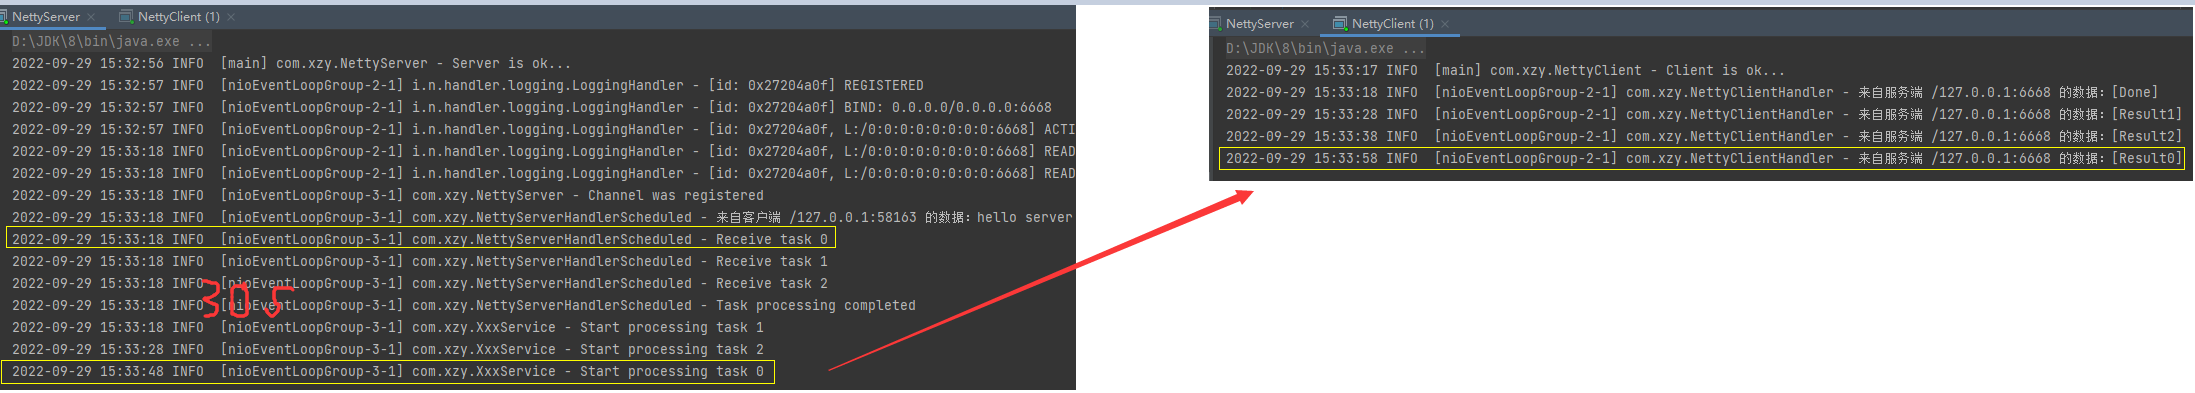 NettyServer × NettyClient (1) ×
D:\JDK\8\bin\java.exe ...
2022-09-29 15:32:56 INFO [main] com.xzy.NettyServer - Server is ok...
2022-09-29 15:32:57 INFO [nioEventLoopGroup-2-1] i.n.handler.logging.LoggingHandler - [id: 0x27204a0f] REGISTERED
2022-09-29 15:32:57 INFO [nioEventLoopGroup-2-1] i.n.handler.logging.LoggingHandler - [id: 0x27204a0f] BIND: 0.0.0.0/0.0.0.0:6668
2022-09-29 15:32:57 INFO [nioEventLoopGroup-2-1] i.n.handler.logging.LoggingHandler - [id: 0x27204a0f, L:/0:0:0:0:0:0:0:0:6668] ACTI
2022-09-29 15:33:18 INFO [nioEventLoopGroup-2-1] i.n.handler.logging.LoggingHandler - [id: 0x27204a0f, L:/0:0:0:0:0:0:0:0:6668] READ
2022-09-29 15:33:18 INFO [nioEventLoopGroup-2-1] i.n.handler.logging.LoggingHandler - [id: 0x27204a0f, L:/0:0:0:0:0:0:0:0:6668] READ
2022-09-29 15:33:18 INFO [nioEventLoopGroup-3-1] com.xzy.NettyServer - Channel was registered
2022-09-29 15:33:18 INFO [nioEventLoopGroup-3-1] com.xzy.NettyServerHandlerScheduled - 来自客户端 /127.0.0.1:58163 的数据：hello server
2022-09-29 15:33:18 INFO [nioEventLoopGroup-3-1] com.xzy.NettyServerHandlerScheduled - Receive task 0
2022-09-29 15:33:18 INFO [nioEventLoopGroup-3-1] com.xzy.NettyServerHandlerScheduled - Receive task 1
2022-09-29 15:33:18 INFO [nioEventLoopGroup-3-1] com.xzy.NettyServerHandlerScheduled - Receive task 2
30s
2022-09-29 15:33:18 INFO [nioEventLoopGroup-3-1] com.xzy.NettyServerHandlerScheduled - Task processing completed
2022-09-29 15:33:18 INFO [nioEventLoopGroup-3-1] com.xzy.XxxService - Start processing task 1
2022-09-29 15:33:28 INFO [nioEventLoopGroup-3-1] com.xzy.XxxService - Start processing task 2
2022-09-29 15:33:48 INFO [nioEventLoopGroup-3-1] com.xzy.XxxService - Start processing task 0
NettyServer × NettyClient (1) ×
D:\JDK\8\bin\java.exe ...
2022-09-29 15:33:17 INFO [main] com.xzy.NettyClient - Client is ok...
2022-09-29 15:33:18 INFO [nioEventLoopGroup-2-1] com.xzy.NettyClientHandler - 来自服务端 /127.0.0.1:6668 的数据：[Done]
2022-09-29 15:33:28 INFO [nioEventLoopGroup-2-1] com.xzy.NettyClientHandler - 来自服务端 /127.0.0.1:6668 的数据：[Result1]
2022-09-29 15:33:38 INFO [nioEventLoopGroup-2-1] com.xzy.NettyClientHandler - 来自服务端 /127.0.0.1:6668 的数据：[Result2]
2022-09-29 15:33:58 INFO [nioEventLoopGroup-2-1] com.xzy.NettyClientHandler - 来自服务端 /127.0.0.1:6668 的数据：[Result0]